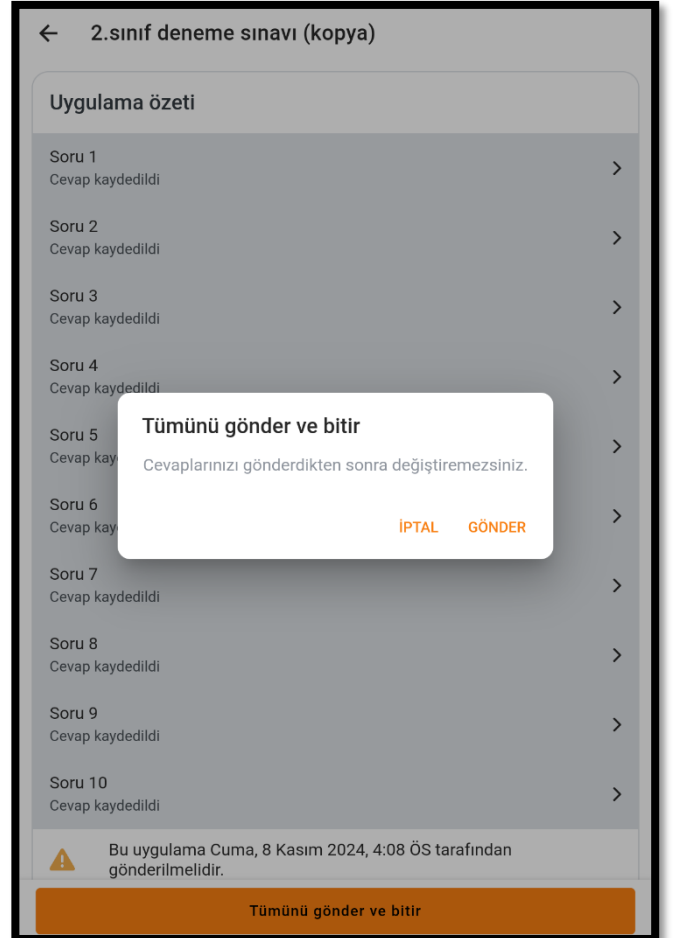 2.sınıf deneme sınavı (kopya)
Uygulama özeti
Soru 1
Cevap kaydedildi
Soru 2
Cevap kaydedildi
Soru 3
Cevap kaydedildi
Soru 4
Cevap kaydedildi
Soru 5
Cevap kay
Soru 6
Cevap kay
Tümünü gönder ve bitir
Cevaplarınızı gönderdikten sonra değiştiremezsiniz.
İPTAL GÖNDER
Soru 7
Cevap kaydedildi
Soru 8
Cevap kaydedildi
Soru 9
Cevap kaydedildi
Soru 10
Cevap kaydedildi
Bu uygulama Cuma, 8 Kasım 2024, 4:08 ÖS tarafından
gönderilmelidir.
Tümünü gönder ve bitir